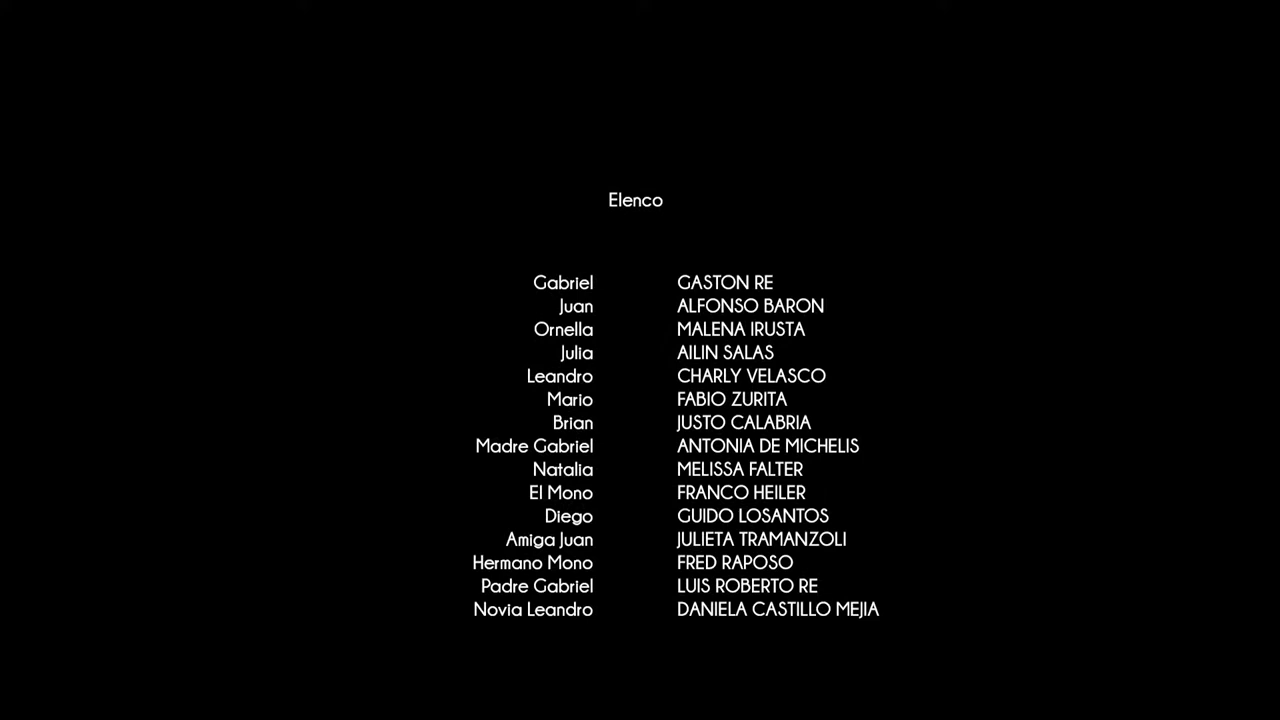 Elenco
Gabriel GASTON RE
Juan ALFONSO BARON
Ornella MALENA IRUSTA
Julia AILIN SALAS
Leandro CHARLY VELASCO
Mario FABIO ZURITA
Brian JUSTO CALABRIA
Madre Gabriel ANTONIA DE MICHELIS
Natalia MELISSA FALTER
El Mono FRANCO HEILER
Diego GUIDO LOSANTOS
Amiga Juan JULIETA TRAMANZOLI
Hermano Mono FRED RAPOSO
Padre Gabriel LUIS ROBERTO RE
Novia Leandro DANIELA CASTILLO MEJIA